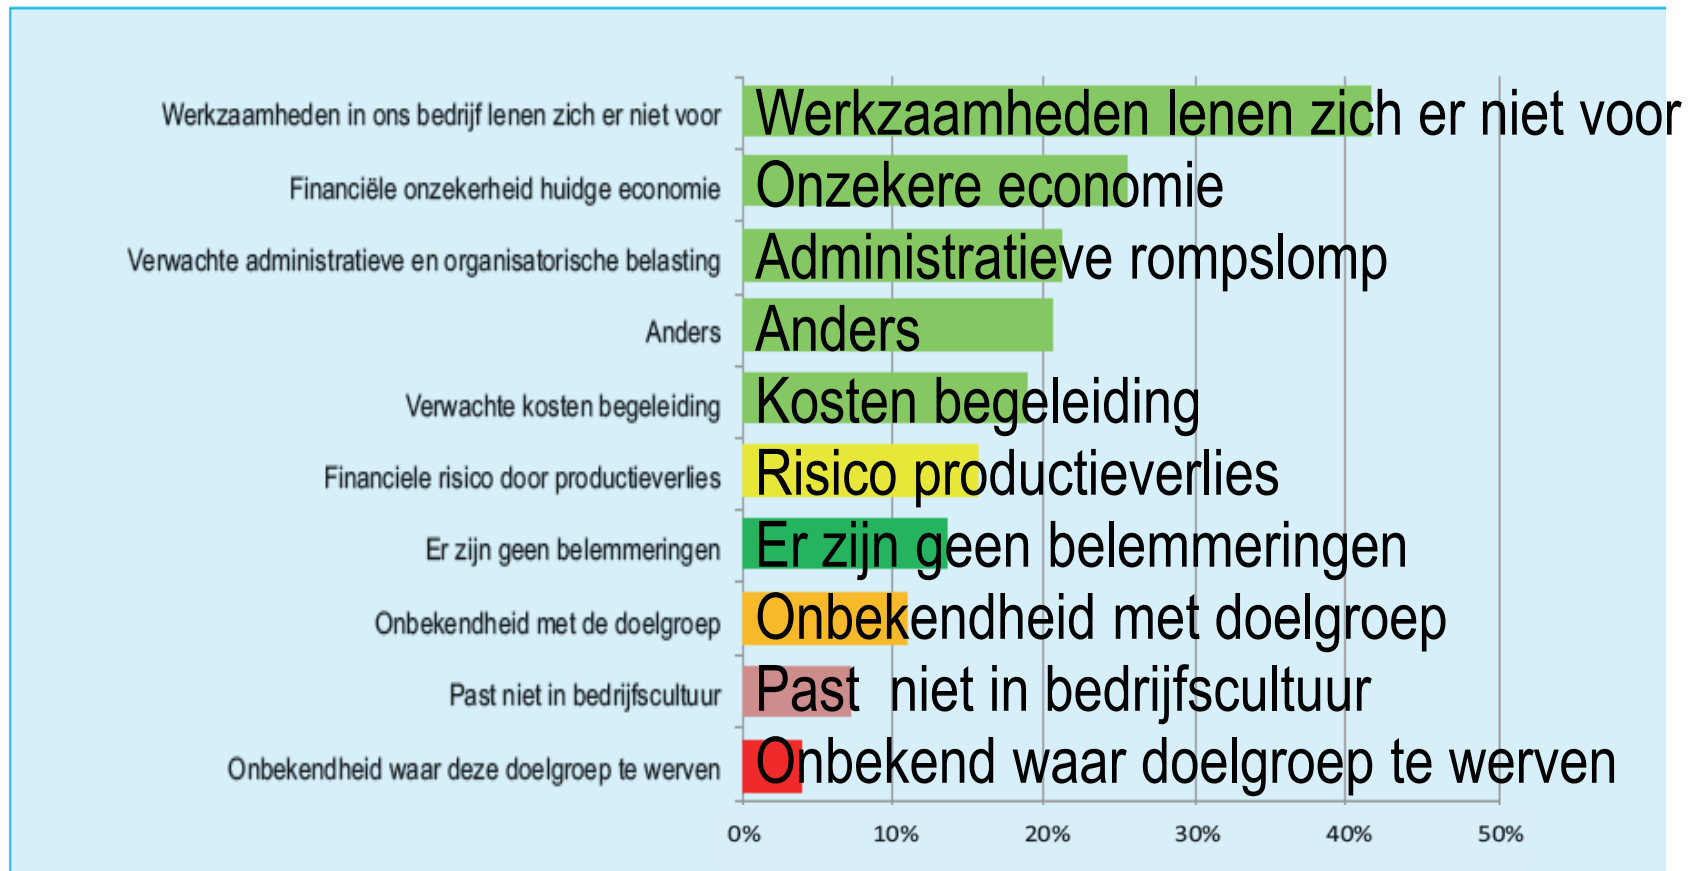 Werkzaamheden in ons bedrijf lenen zich er niet voor Werkzaamheden lenen zich er niet voor
Financiële onzekerheid huidge economie Onzekere economie
Verwachte administratieve en organisatorische belasting Administratieve rompslomp
Anders Anders
Verwachte kosten begeleiding Kosten begeleiding
Financiele risico door productieverlies Risico productieverlies
Er zijn geen belemmeringen Er zijn geen belemmeringen
Onbekendheid met de doelgroep Onbekendheid met doelgroep
Past niet in bedrijfscultuur Past niet in bedrijfscultuur
Onbekendheid waar deze doelgroep te werven Onbekend waar doelgroep te werven
0% 10% 20% 30% 40% 50%